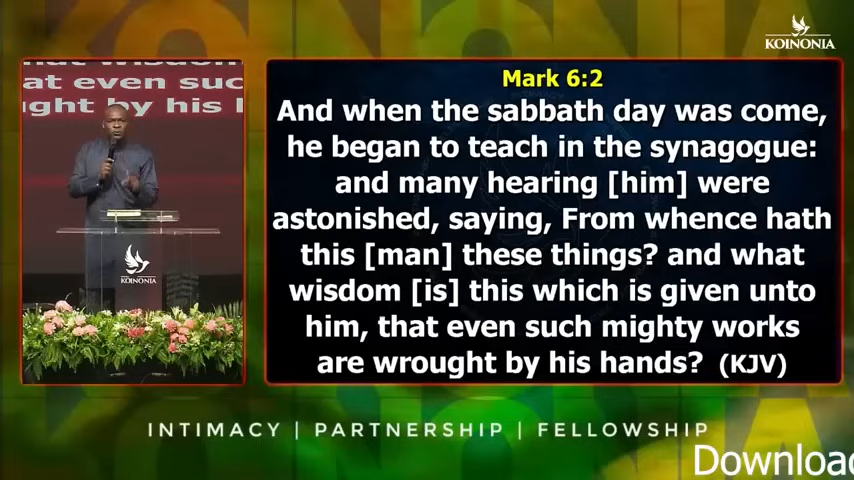 KOINONIA
at even suc
ght by his
KOINONIA
Mark 6:2
And when the sabbath day was come,
he began to teach in the synagogue:
and many hearing [him] were
astonished, saying, From whence hath
this [man] these things? and what
wisdom [is] this which is given unto
him, that even such mighty works
are wrought by his hands? (KJV)
INTIMACY | PARTNERSHIP | FELLOWSHIP
Download